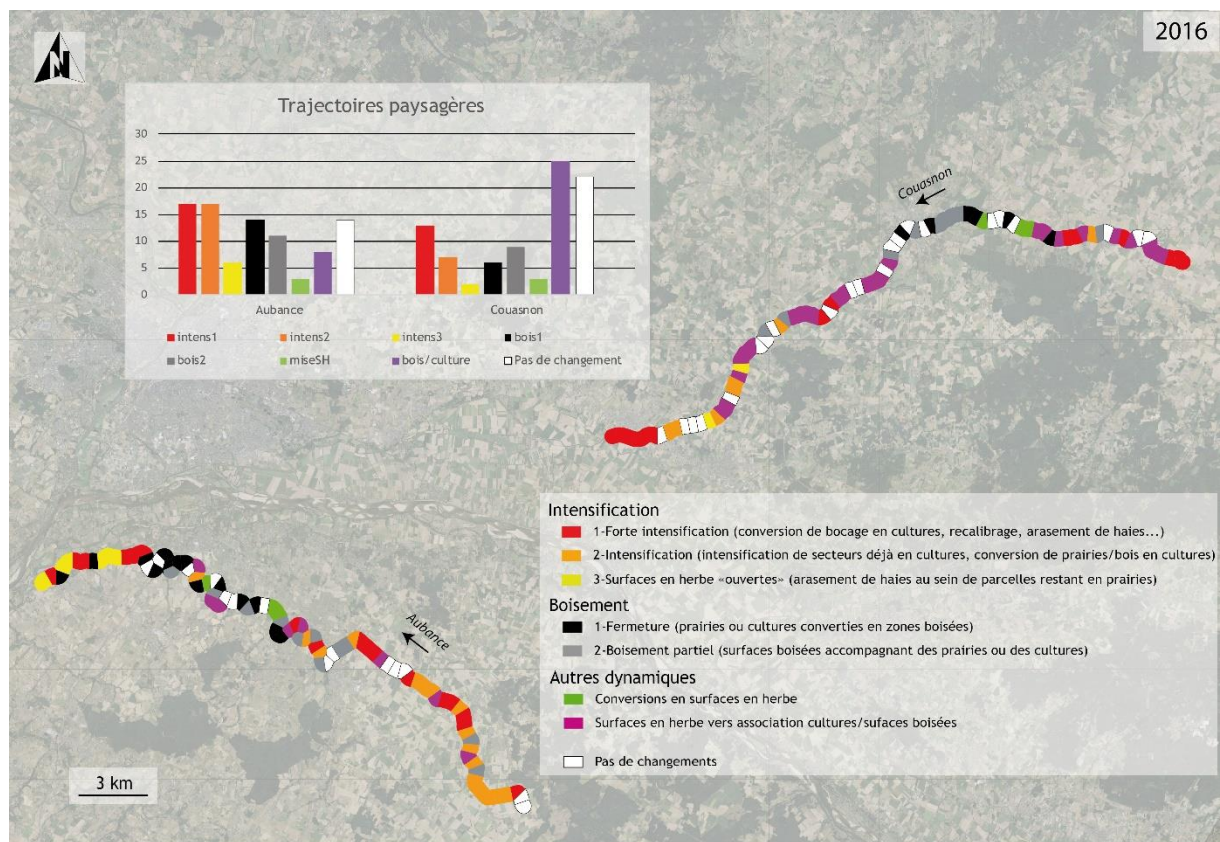 2016
N
Trajectoires paysagères
30
25
20
15
10
5
0
Aubance Couasnon
intens1 intens2 intens3 bois1
bois2 miseSH bois/culture Pas de changement
Couasnon
Aubance
Intensification
1-Forte intensification (conversion de bocage en cultures, recalibrage, arasement de haies...)
2-Intensification (intensification de secteurs déjà en cultures, conversion de prairies/bois en cultures)
3-Surfaces en herbe «ouvertes» (arasement de haies au sein de parcelles restant en prairies)
Boisement
1-Fermeture (prairies ou cultures converties en zones boisées)
2-Boisement partiel (surfaces boisées accompagnant des prairies ou des cultures)
Autres dynamiques
Conversions en surfaces en herbe
Surfaces en herbe vers association cultures/sufaces boisées
Pas de changements
3 km